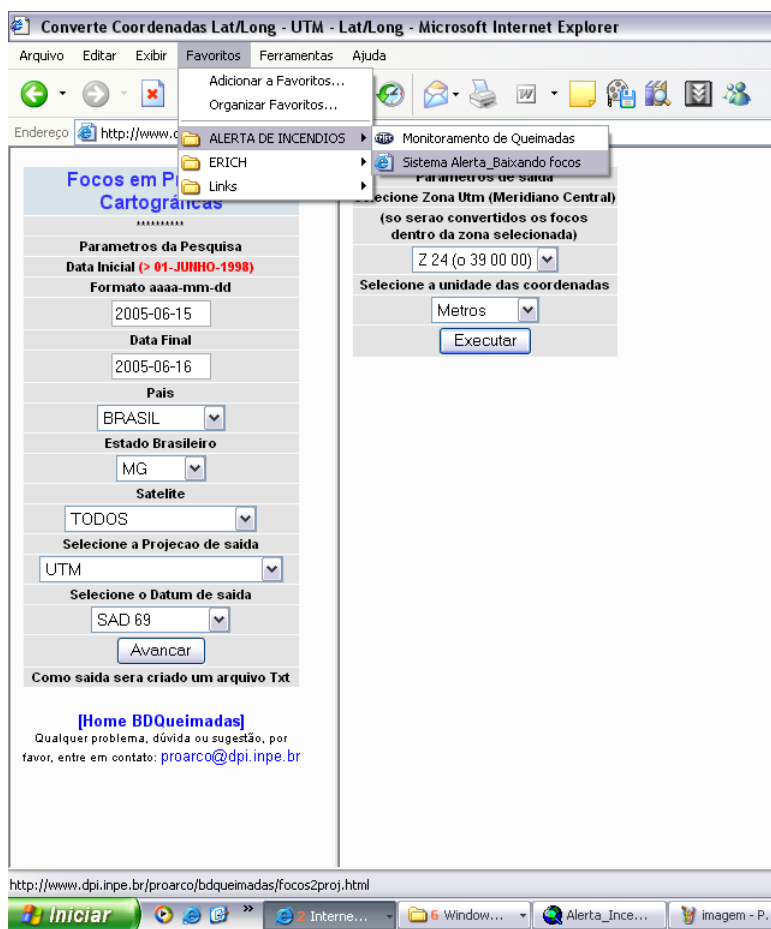 Converte Coordenadas Lat/Long - UTM - Lat/Long - Microsoft Internet Explorer
Arquivo Editar Exibir Favoritos Ferramentas Ajuda
Adicionar a Favoritos...
Organizar Favoritos...
ALERTA DE INCENDIOS
ERICH
Links
Monitoramento de Queimadas
Sistema Alerta_Baixando focos
Endereço http://www.
Focos em
Cartográficas
**********
Parametros da Pesquisa
Data Inicial (> 01-JUNHO-1998)
Formato aaaa-mm-dd
2005-06-15
Data Final
2005-06-16
Pais
BRASIL
Estado Brasileiro
MG
Satelite
TODOS
Selecione a Projecao de saida
UTM
Selecione o Datum de saida
SAD 69
Avancar
Como saida sera criado um arquivo Txt
[Home BDQueimadas]
Qualquer problema, dúvida ou sugestão, por
favor, entre em contato: proarco@dpi.inpe.br
Parametros de saida
Selecione Zona Utm (Meridiano Central)
(so serao convertidos os focos
dentro da zona selecionada)
Z 24 (o 39 00 00)
Selecione a unidade das coordenadas
Metros
Executar
http://www.dpi.inpe.br/proarco/bdqueimadas/focos2proj.html
Iniciar » 2 Interne... 6 Window... Alerta_Ince... imagem - P.